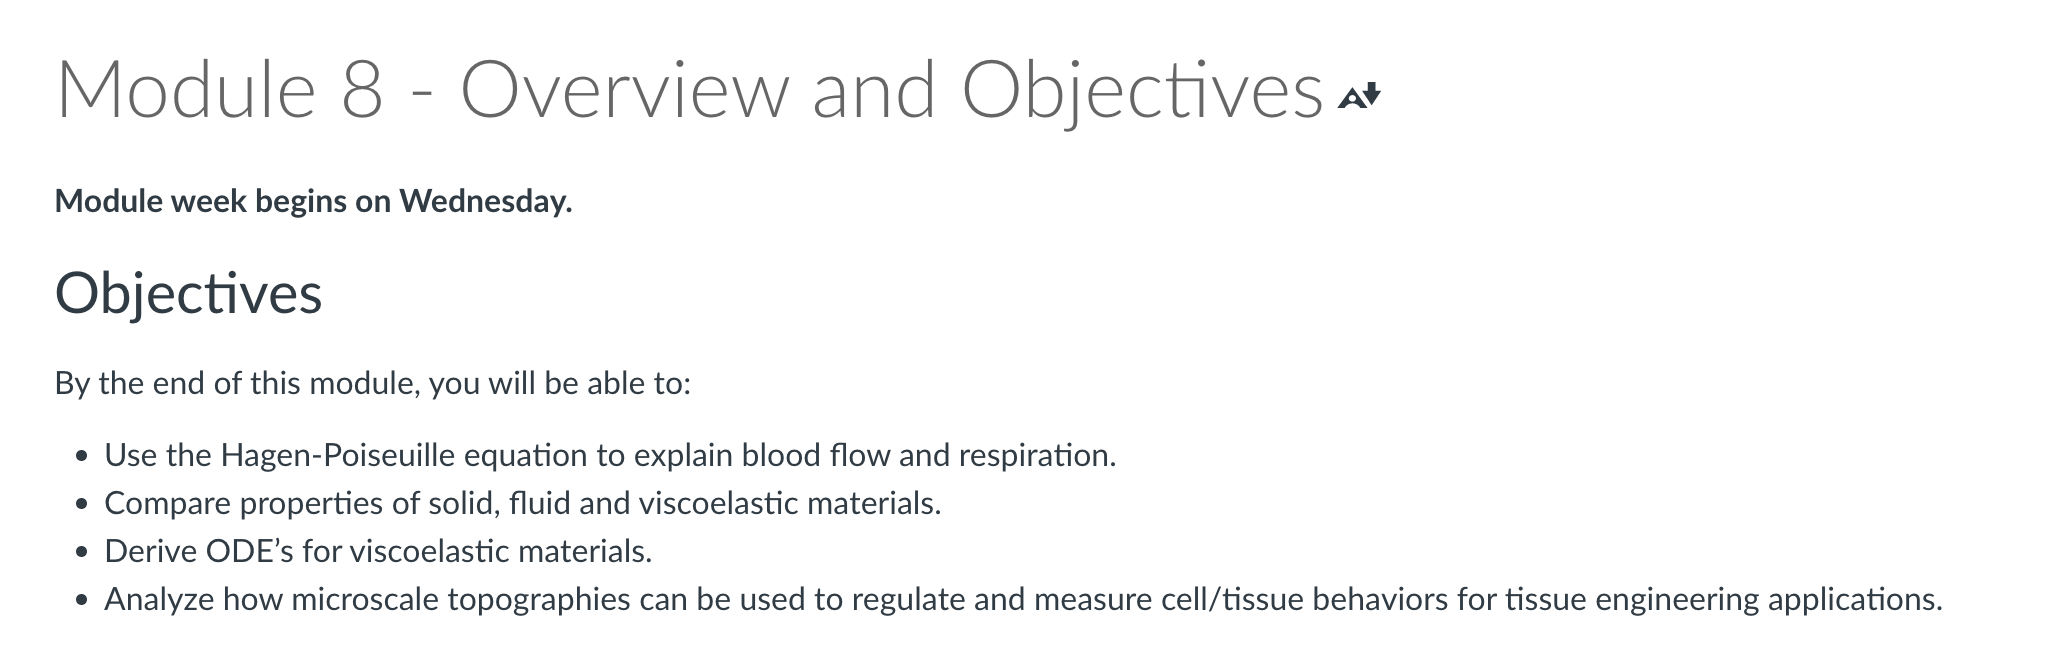 Module 8 - Overview and Objectives
Module week begins on Wednesday.
Objectives
By the end of this module, you will be able to:
• Use the Hagen-Poiseuille equation to explain blood flow and respiration.
• Compare properties of solid, fluid and viscoelastic materials.
• Derive ODE’s for viscoelastic materials.
• Analyze how microscale topographies can be used to regulate and measure cell/tissue behaviors for tissue engineering applications.